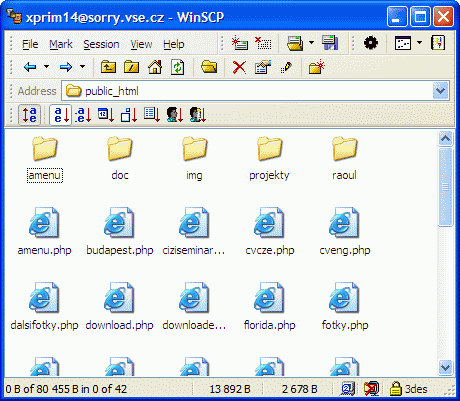 xprim14@sorry.vse.cz - WinSCP
File Mark Session View Help
Address public_html
amenu doc img projekty raoul
amenu.php budapest.php ciziseminar... cvcze.php cveng.php
dalsifotky.php download.php downloade... florida.php fotky.php
0 B of 80 455 B in 0 of 42 13 892 B 2 678 B 3des